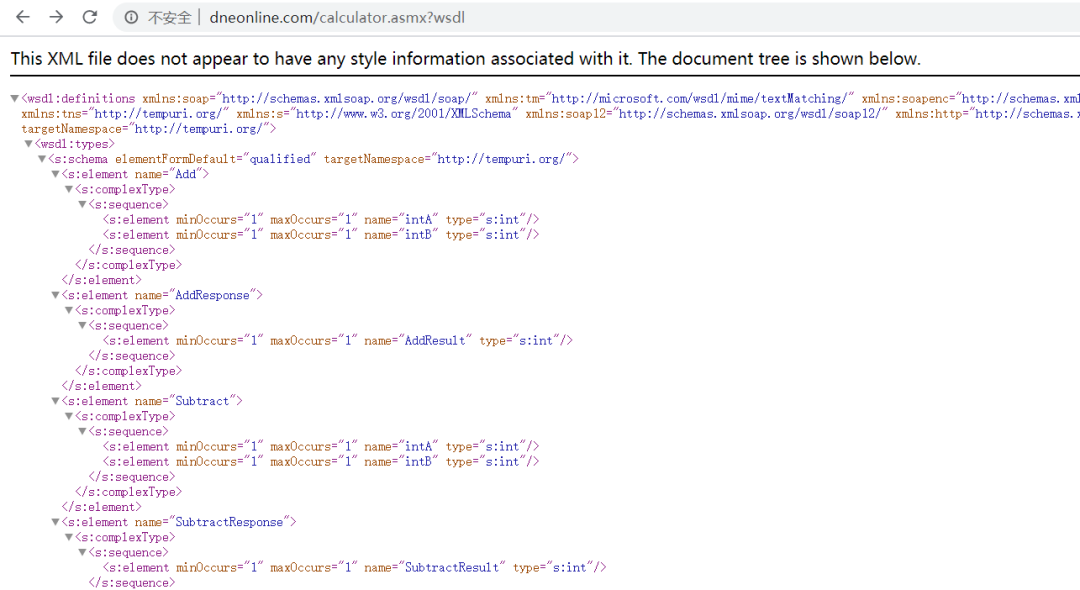 不安全 | dneonline.com/calculator.asmx?wsdl
This XML file does not appear to have any style information associated with it. The document tree is shown below.
▼<wsdl:definitions xmlns:soap="http://schemas.xmlsoap.org/wsdl/soap/" xmlns:tm="http://microsoft.com/wsdl/mime/textMatching/" xmlns:soapenc="http://schemas.xml
xmlns:tns="http://tempuri.org/" xmlns:s="http://www.w3.org/2001/XMLSchema" xmlns:soap12="http://schemas.xmlsoap.org/wsdl/soap12/" xmlns:http="http://schemas.x
targetNamespace="http://tempuri.org/">
▼<wsdl:types>
▼<s:schema elementFormDefault="qualified" targetNamespace="http://tempuri.org/">
▼<s:element name="Add">
▼<s:complexType>
▼<s:sequence>
<s:element minOccurs="1" maxOccurs="1" name="intA" type="s:int"/>
<s:element minOccurs="1" maxOccurs="1" name="intB" type="s:int"/>
</s:sequence>
</s:complexType>
</s:element>
▼<s:element name="AddResponse">
▼<s:complexType>
▼<s:sequence>
<s:element minOccurs="1" maxOccurs="1" name="AddResult" type="s:int"/>
</s:sequence>
</s:complexType>
</s:element>
▼<s:element name="Subtract">
▼<s:complexType>
▼<s:sequence>
<s:element minOccurs="1" maxOccurs="1" name="intA" type="s:int"/>
<s:element minOccurs="1" maxOccurs="1" name="intB" type="s:int"/>
</s:sequence>
</s:complexType>
</s:element>
▼<s:element name="SubtractResponse">
▼<s:complexType>
▼<s:sequence>
<s:element minOccurs="1" maxOccurs="1" name="SubtractResult" type="s:int"/>
</s:sequence>